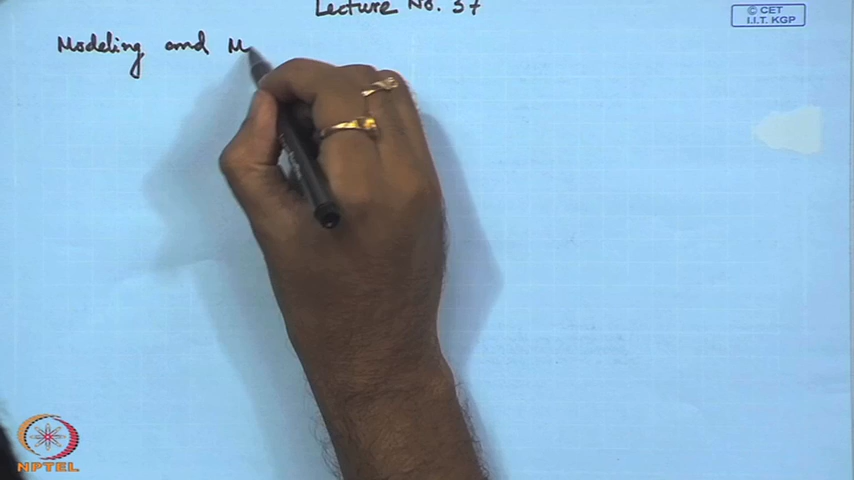 Lecture No. 37
© CET
I.I.T. KGP
Modeling and M
NPTEL